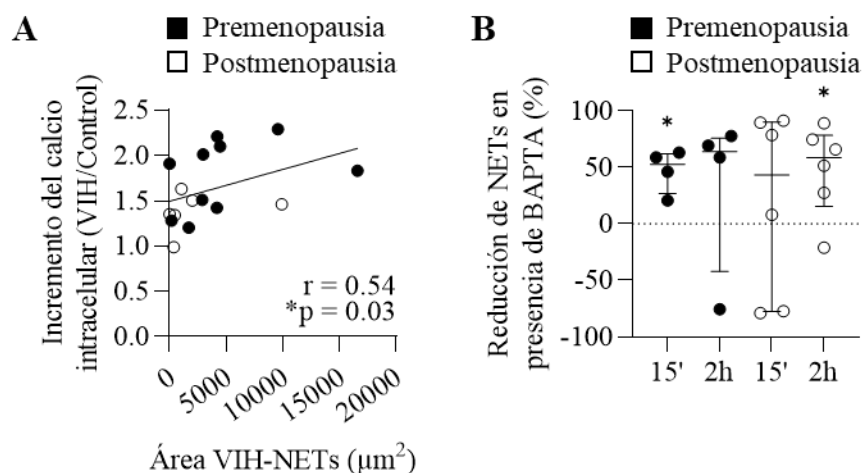 A
Premenopausia
Postmenopausia
Incremento del calcio
intracelular (VIH/Control)
2.5
2.0
1.5
1.0
0.5
0.0
r = 0.54
*p = 0.03
0
5000
10000
15000
20000
Área VIH-NETs (µm²)
B
Premenopausia
Postmenopausia
Reducción de NETs en
presencia de BAPTA (%)
100
50
0
-50
-100
*
*
15'
2h
15'
2h